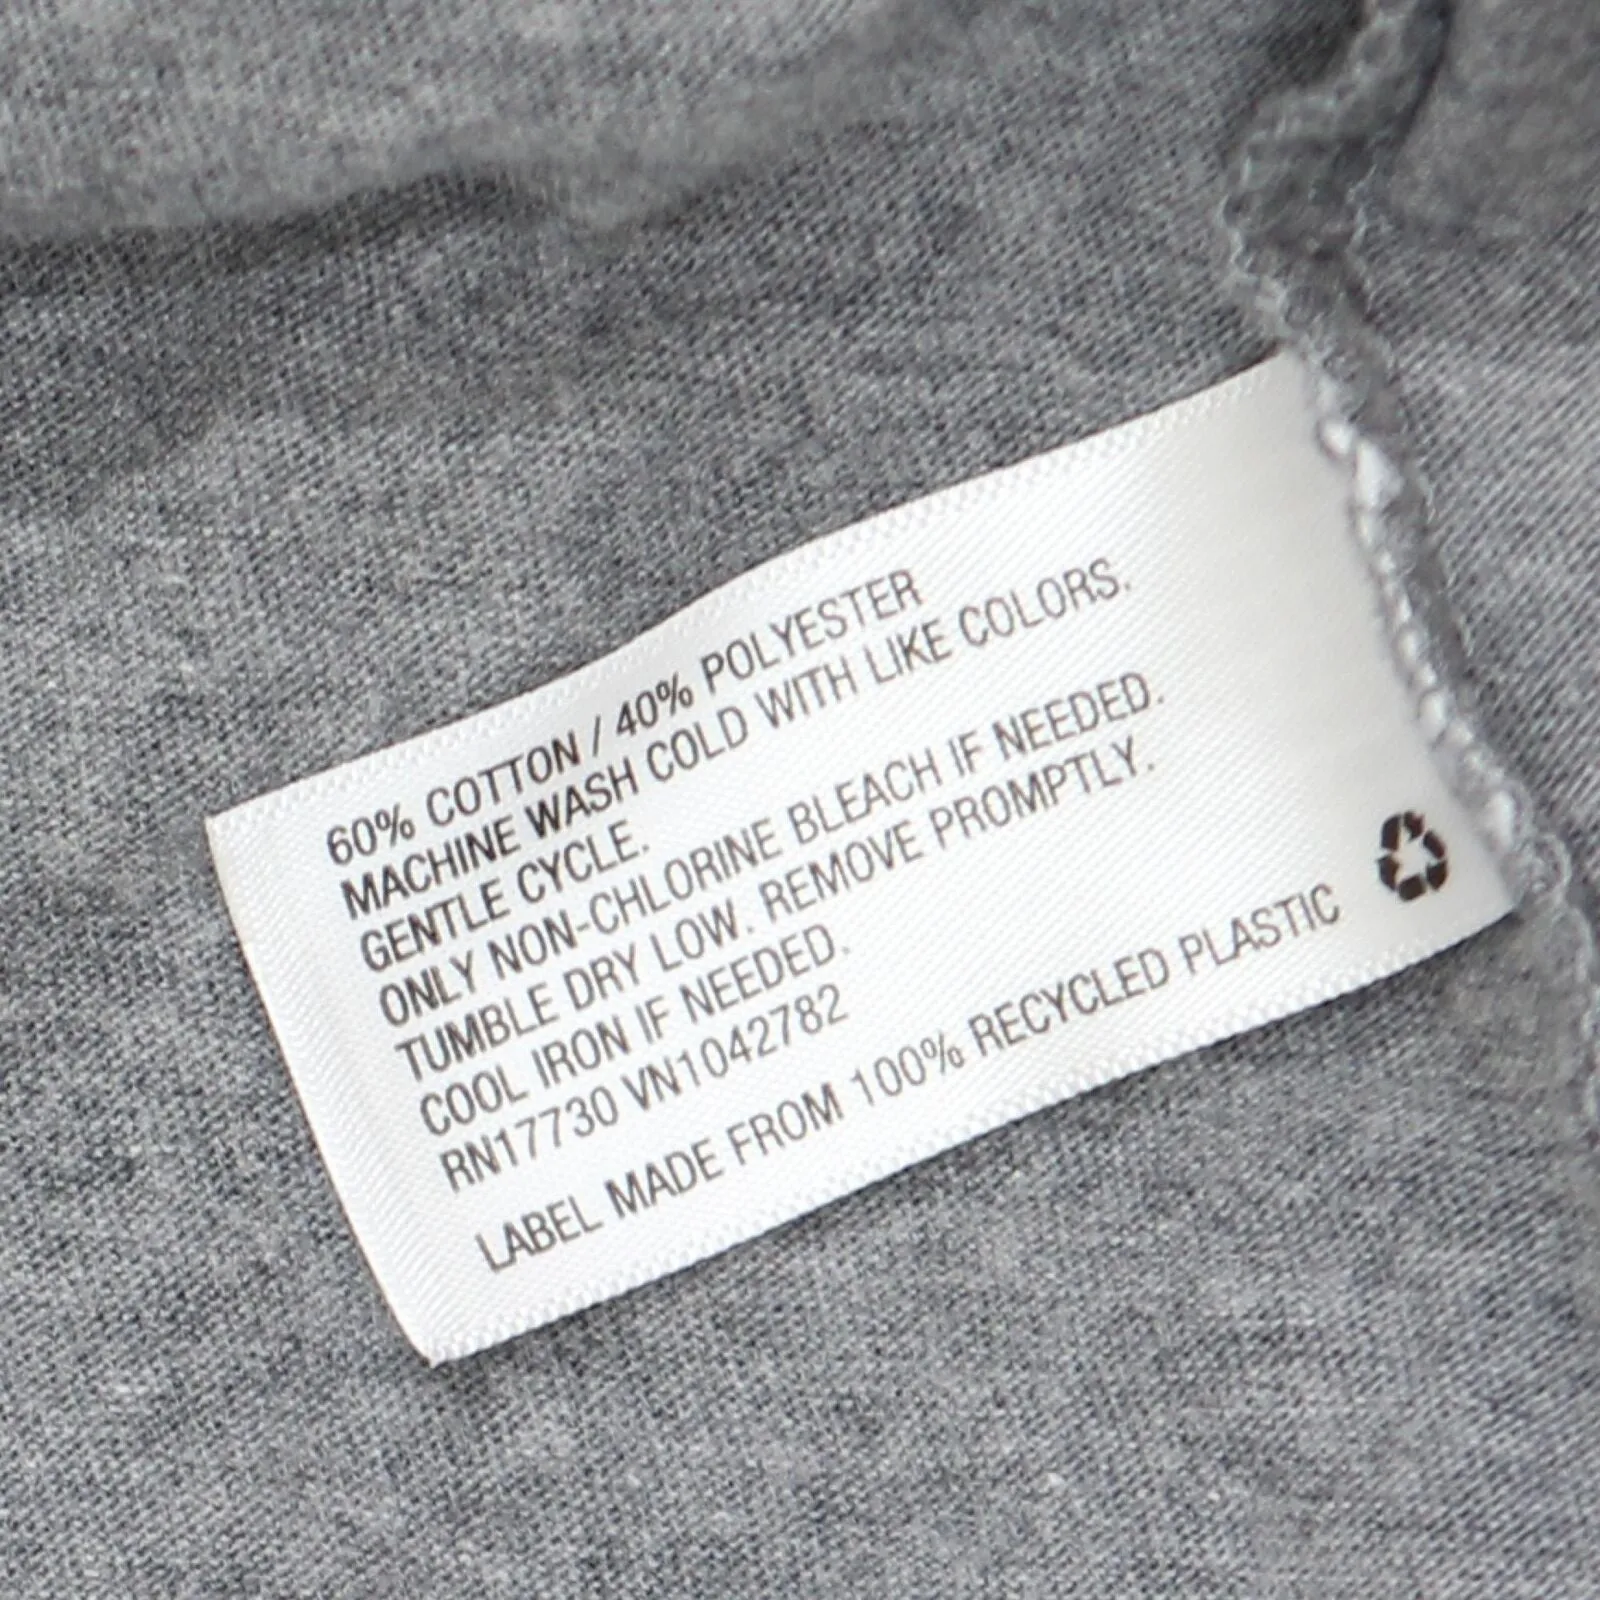 60% COTTON / 40% POLYESTER
MACHINE WASH COLD WITH LIKE COLORS.
GENTLE CYCLE.
ONLY NON-CHLORINE BLEACH IF NEEDED.
TUMBLE DRY LOW. REMOVE PROMPTLY.
COOL IRON IF NEEDED.
RN17730 VN1042782
LABEL MADE FROM 100% RECYCLED PLASTIC